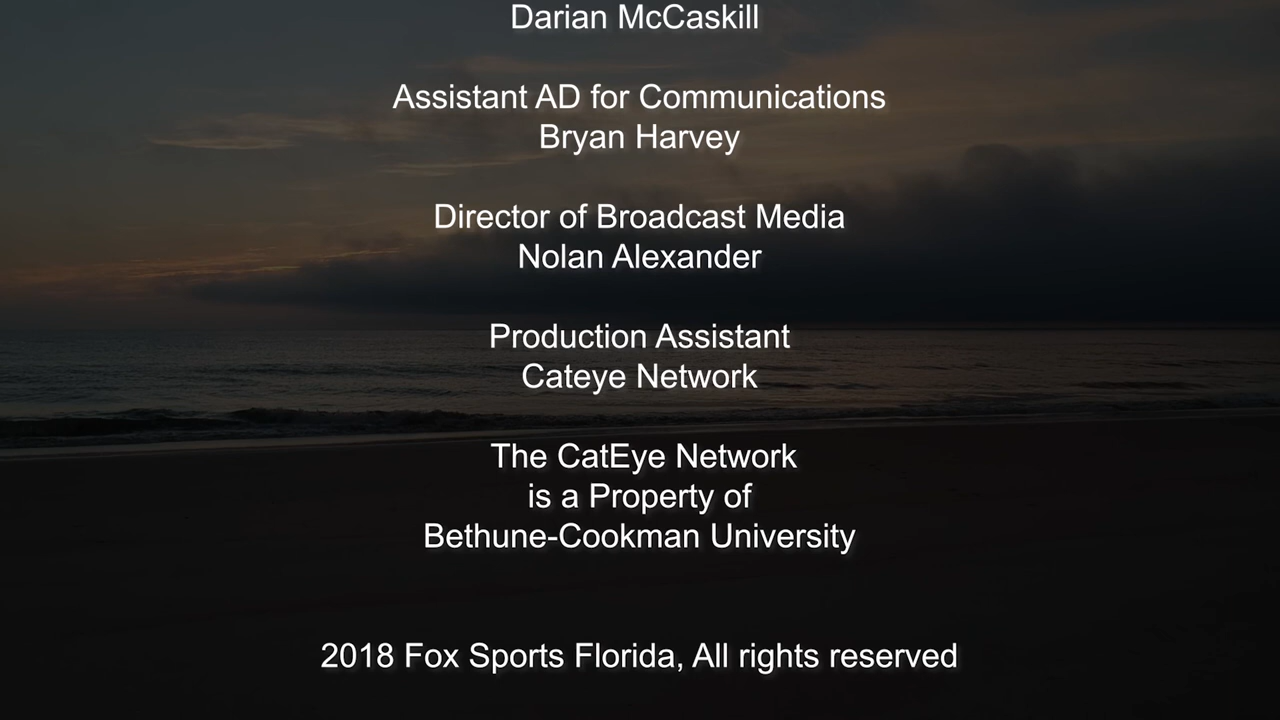 Darian McCaskill
Assistant AD for Communications
Bryan Harvey
Director of Broadcast Media
Nolan Alexander
Production Assistant
Cateye Network
The CatEye Network
is a Property of
Bethune-Cookman University
2018 Fox Sports Florida, All rights reserved